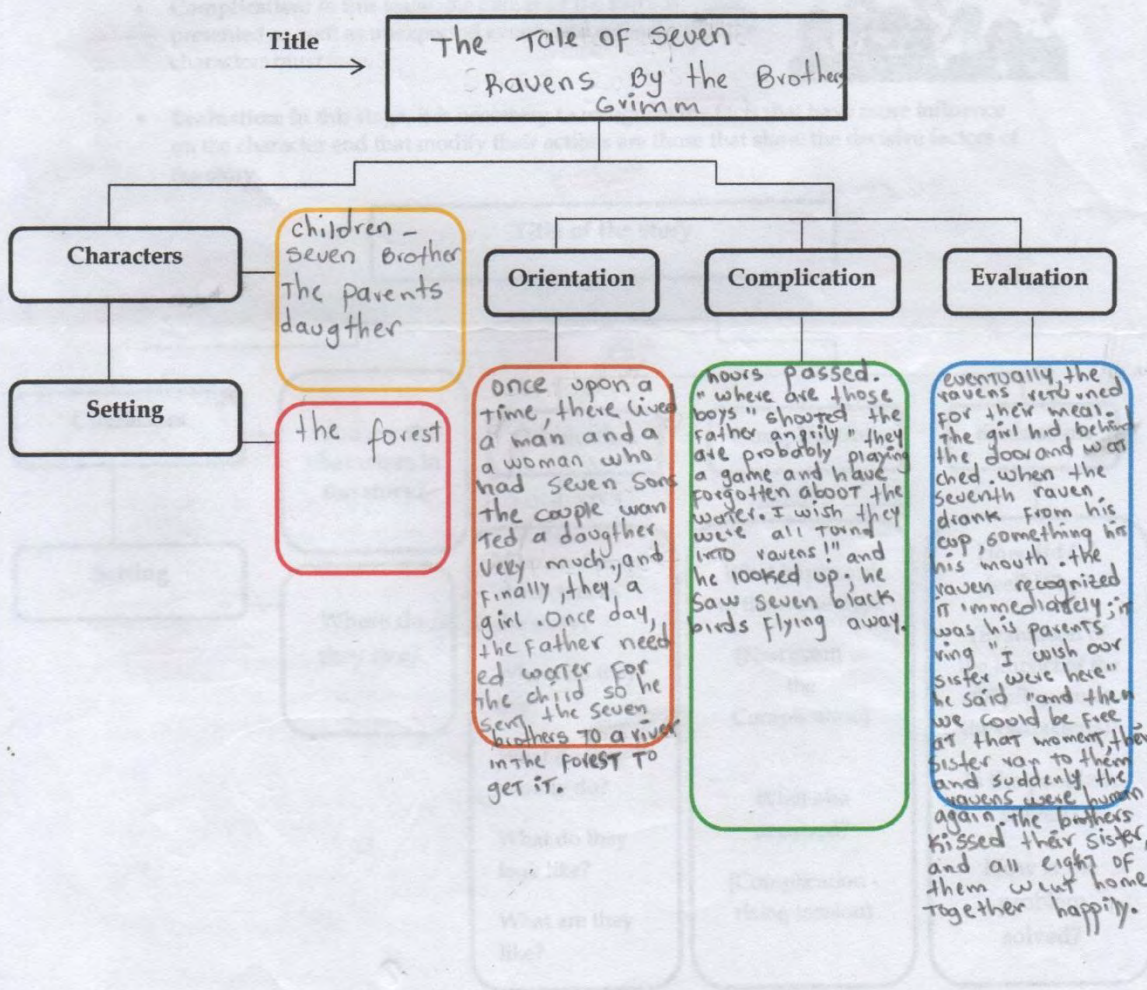 Title
The Tale of Seven
Ravens By the Brothers
Grimm
Characters
children -
seven Brother
The parents
daugther
Setting
the forest
Orientation
once upon a
Time, there lived
a man and a
a woman who
had seven sons
The couple wan
Ted a daugther
very much, and
finally, they, a
girl. Once day,
the Father need
ed warter For
the child so he
sent the seven
brothers To a river
in the forest To
get it.
Complication
hours passed.
"where are those
boys" shouted the
Father angrily "they
are probably playing
a game and have
forgotten about the
water. I wish they
were all Turnd
into ravens!" and
he looked up, he
saw seven black
birds flying away.
Evaluation
eventually, the
ravens returned
for their meal.
The girl hid behind
the door and wat
ched. when the
seventh raven
drank from his
cup, something hit
his mouth. the
raven recognized
it immediately; it
was his parents
ring "I wish our
sister were here"
he said "and then
we could be free
at that moment, their
sister ran to them
and suddenly the
ravens were human
again. The brothers
kissed their sister,
and all eight of
them went home
Together happily.